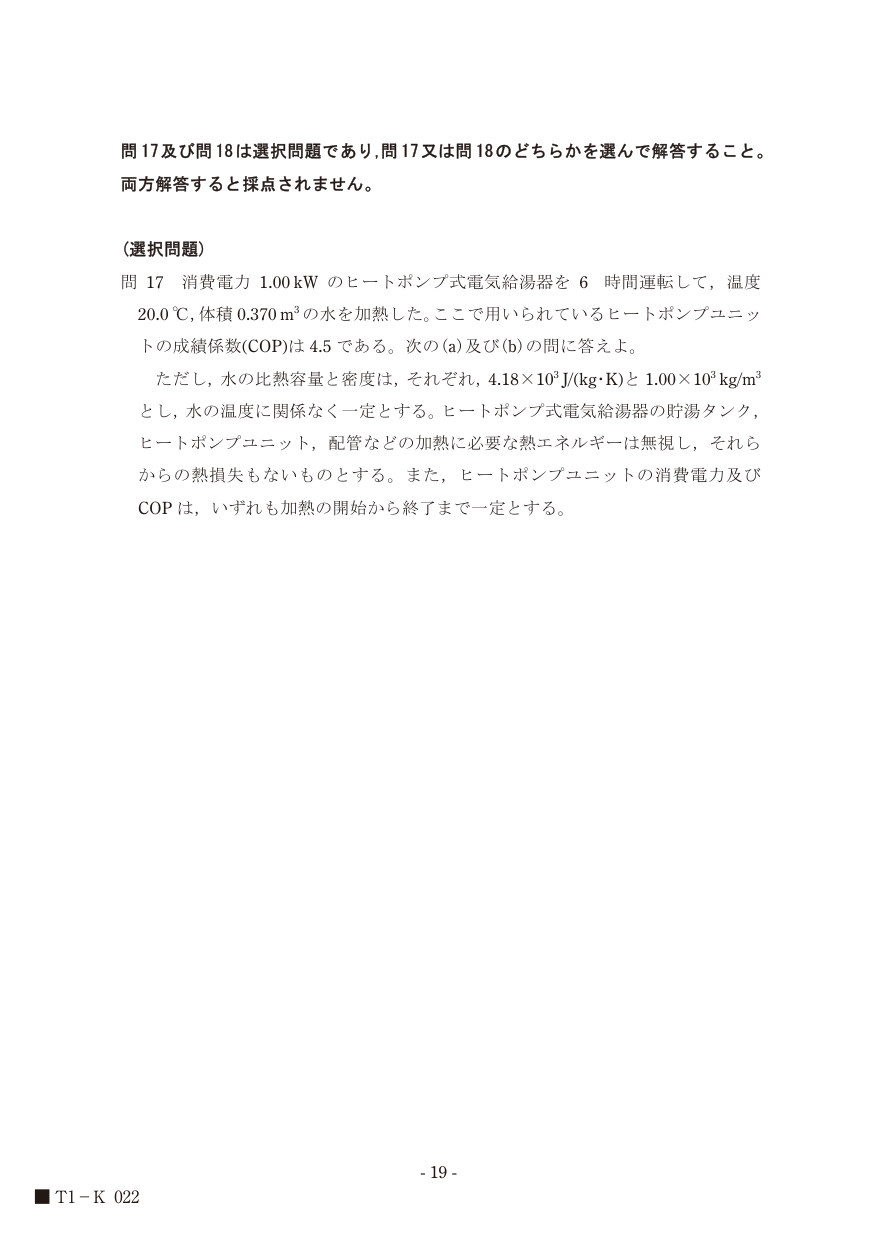 問 17 及び問 18 は選択問題であり,問 17 又は問 18 のどちらかを選んで解答すること。
両方解答すると採点されません。
(選択問題)
問 17 消費電力 1.00 kW のヒートポンプ式電気給湯器を 6 時間運転して，温度
20.0 ℃, 体積 0.370 m³ の水を加熱した。ここで用いられているヒートポンプユニッ
トの成績係数(COP)は 4.5 である。次の(a)及び(b)の問に答えよ。
ただし，水の比熱容量と密度は，それぞれ，4.18×10³ J/(kg･K)と 1.00×10³ kg/m³
とし，水の温度に関係なく一定とする。ヒートポンプ式電気給湯器の貯湯タンク，
ヒートポンプユニット，配管などの加熱に必要な熱エネルギーは無視し，それら
からの熱損失もないものとする。また，ヒートポンプユニットの消費電力及び
COP は，いずれも加熱の開始から終了まで一定とする。
- 19 -
■ T1－K 022